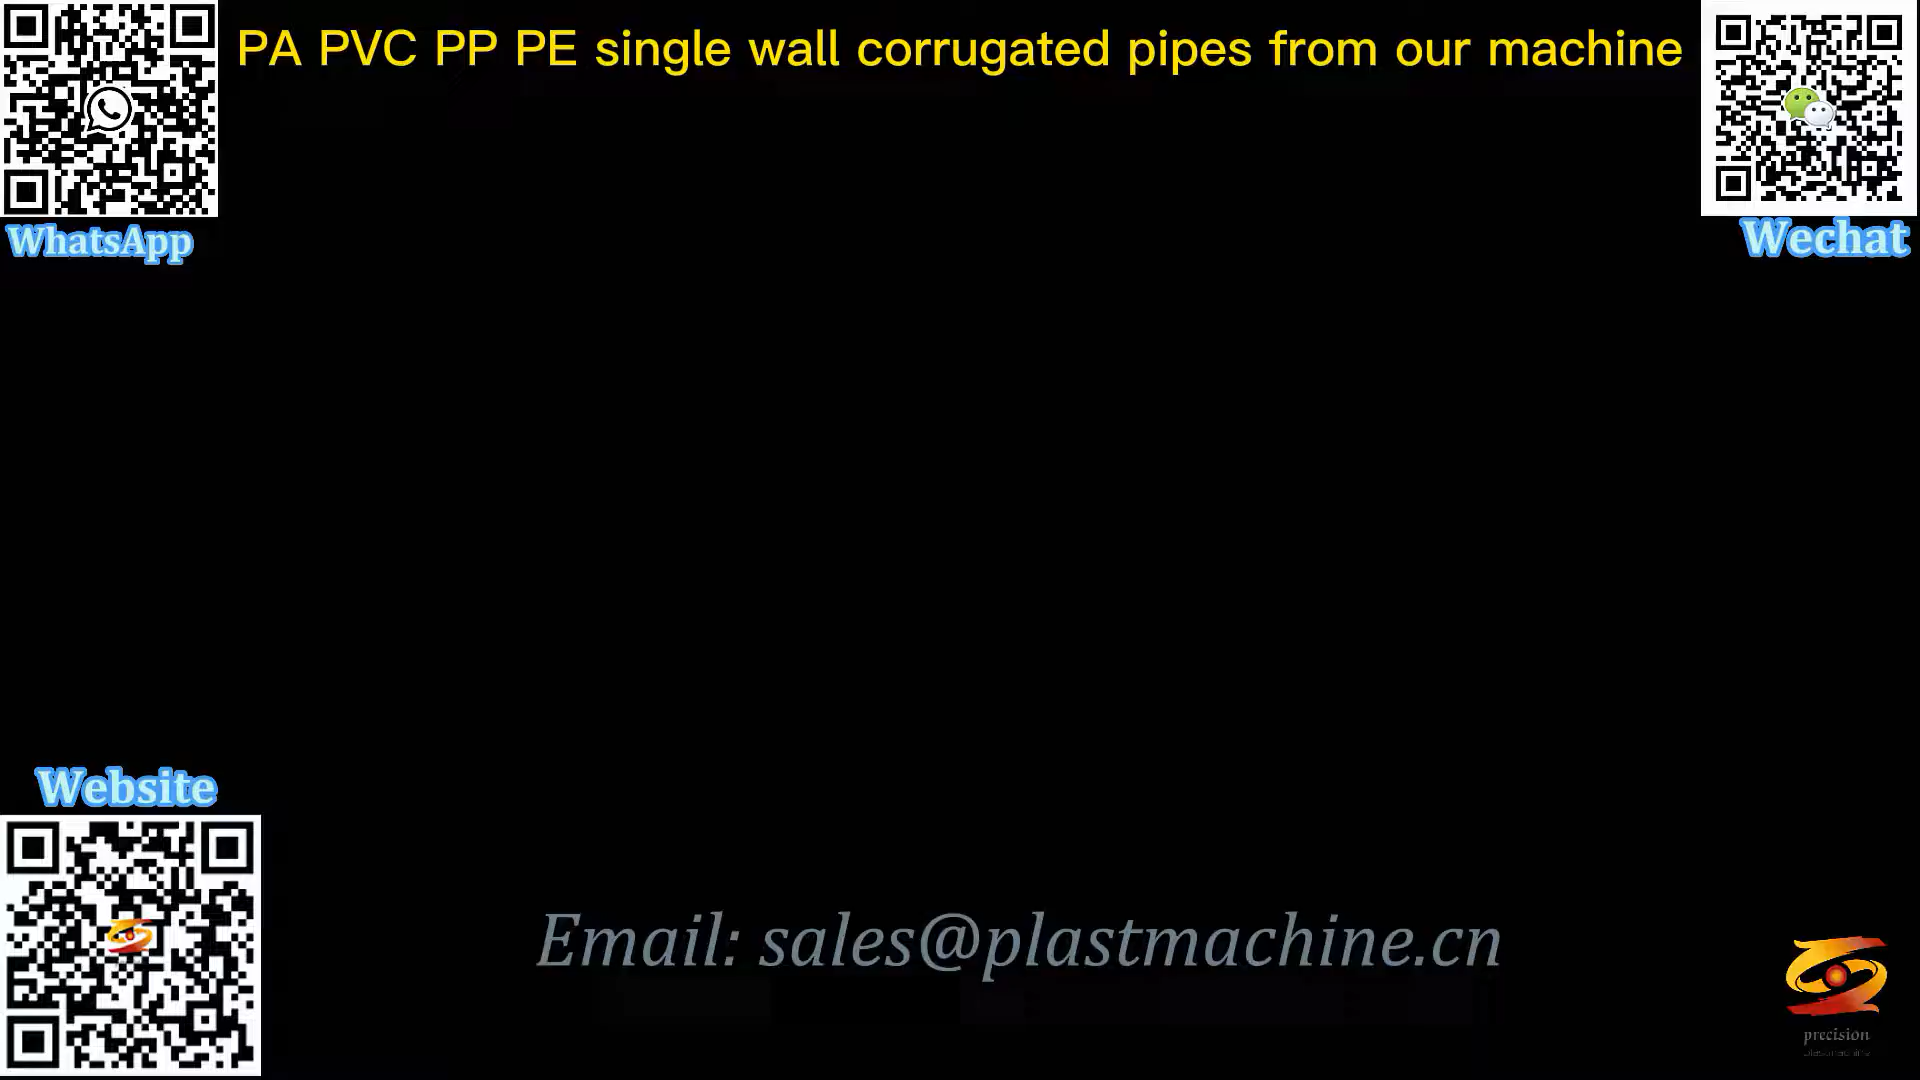 PA PVC PP PE single wall corrugated pipes from our machine
WhatsApp
Wechat
Website
Email: sales@plastmachine.cn
precision